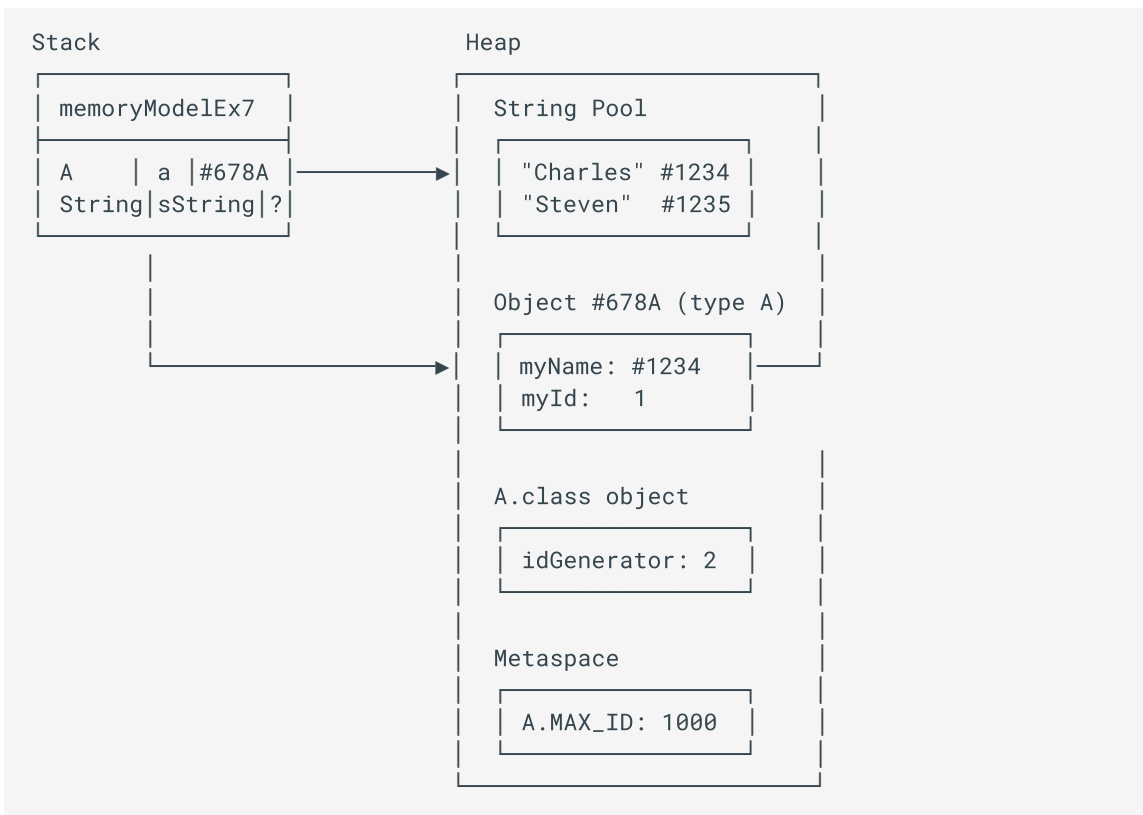 Stack
Heap
memoryModelEx7
String Pool
A | a |#678A
"Charles" #1234
String|sString|?
"Steven" #1235
Object #678A (type A)
myName: #1234
myId: 1
A.class object
idGenerator: 2
Metaspace
A.MAX_ID: 1000